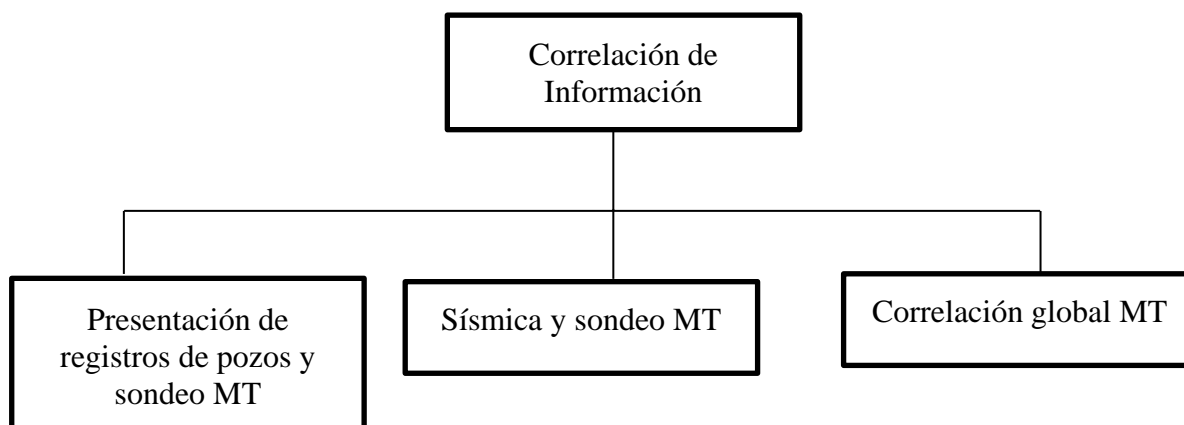 Correlación de
Información
Presentación de
registros de pozos y
sondeo MT
Sísmica y sondeo MT
Correlación global MT